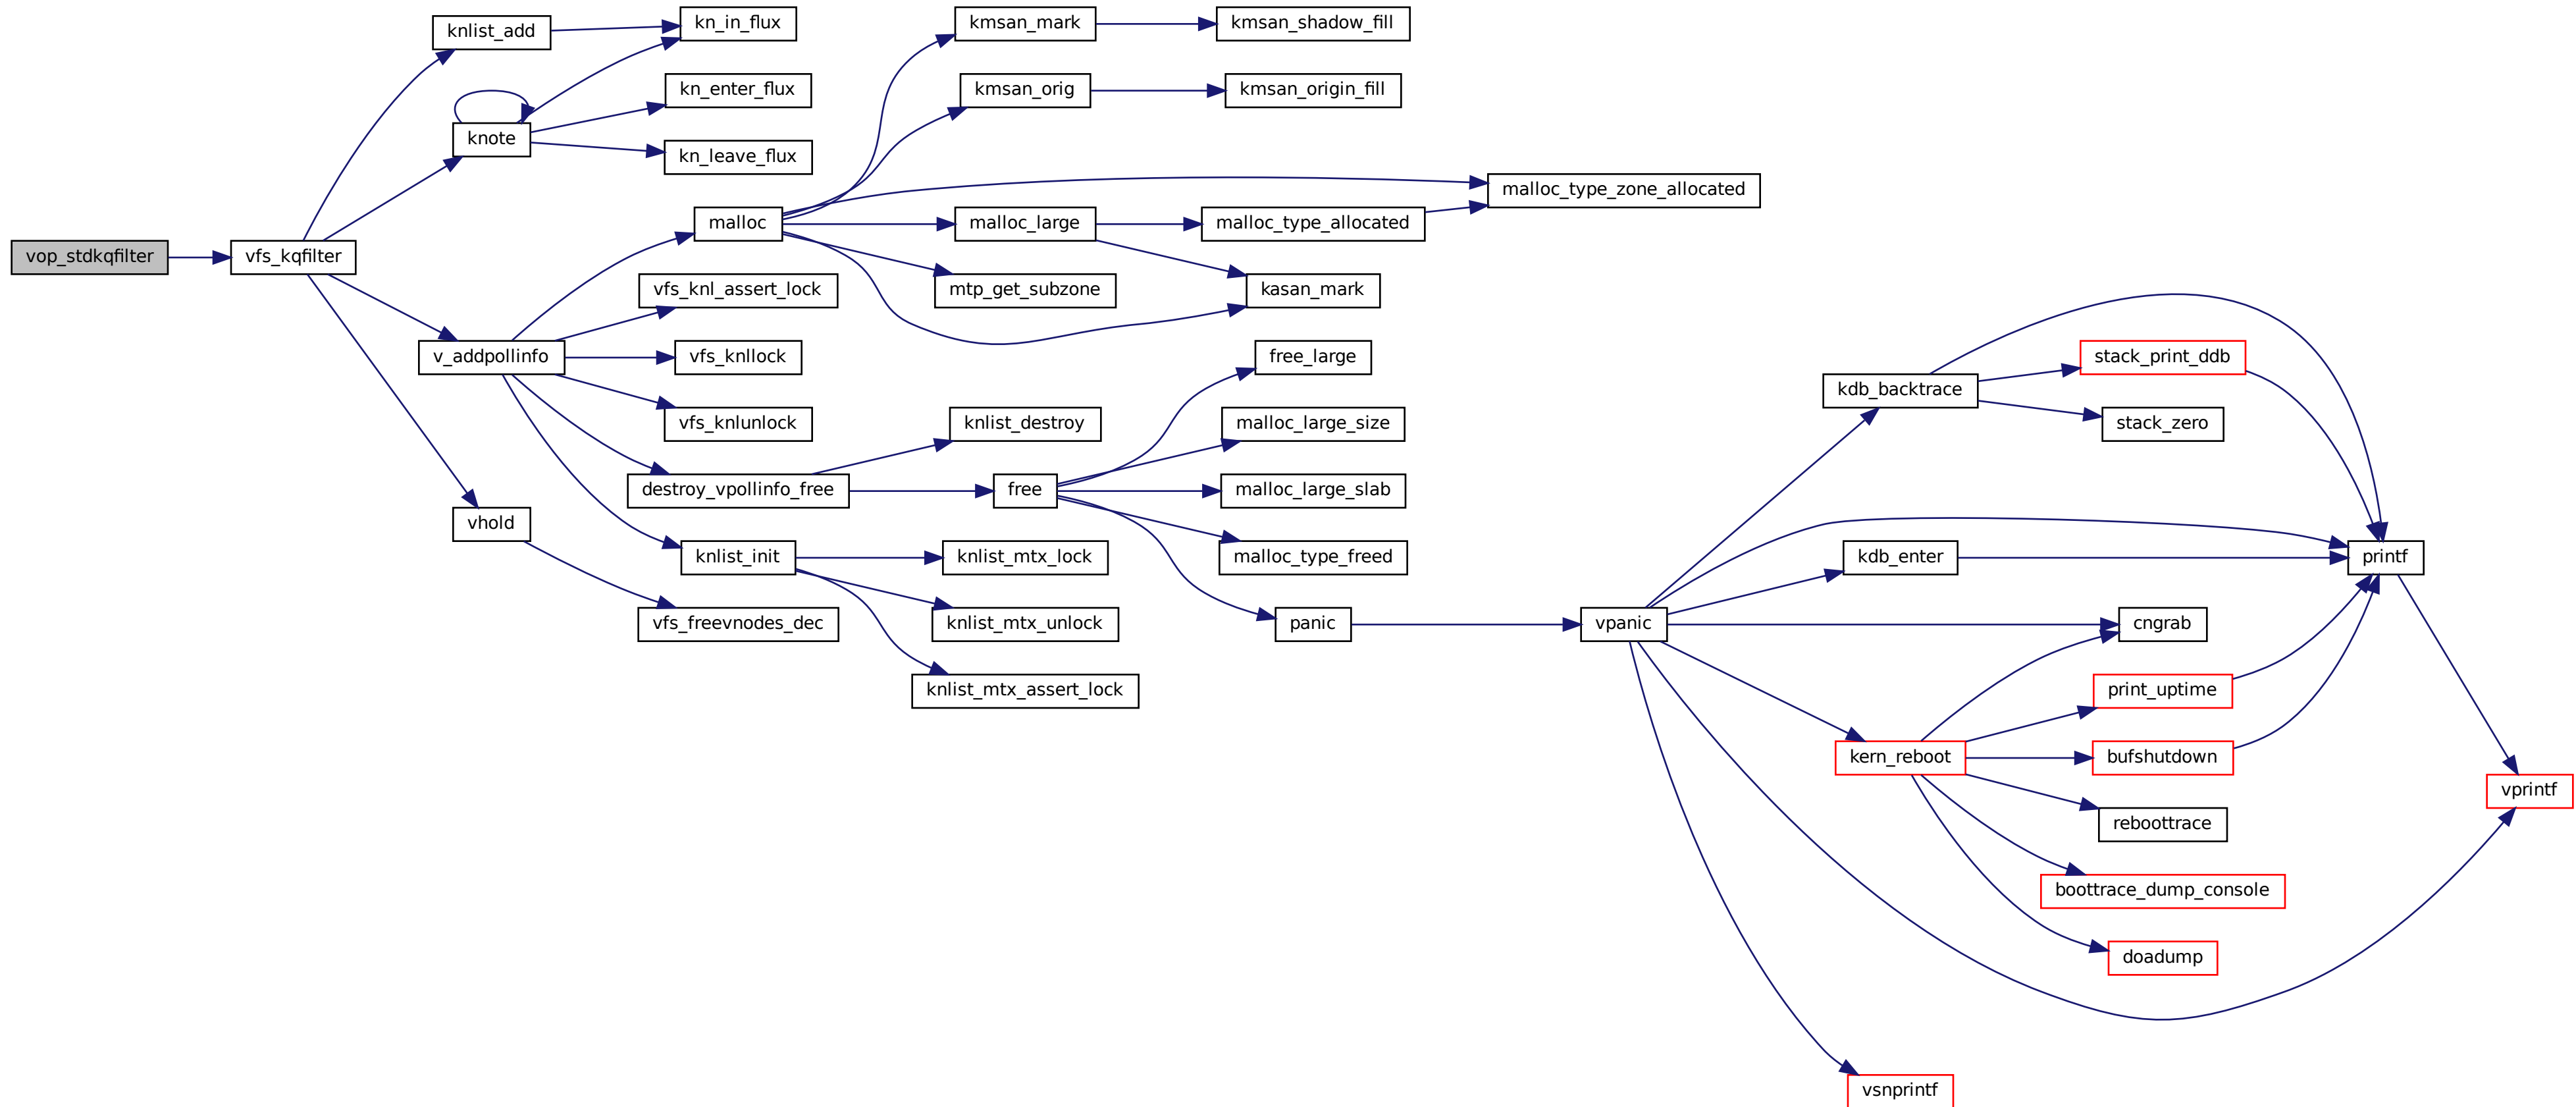 vop_stdkqfilter
vfs_kqfilter
knlist_add
knote
v_addpollinfo
vhold
kn_in_flux
kn_enter_flux
kn_leave_flux
malloc
vfs_knl_assert_lock
vfs_knllock
vfs_knlunlock
destroy_vpollinfo_free
knlist_init
vfs_freevnodes_dec
kmsan_mark
kmsan_orig
malloc_large
mtp_get_subzone
knlist_destroy
free
knlist_mtx_lock
knlist_mtx_unlock
knlist_mtx_assert_lock
kmsan_shadow_fill
kmsan_origin_fill
malloc_type_allocated
kasan_mark
free_large
malloc_large_size
malloc_large_slab
malloc_type_freed
panic
malloc_type_zone_allocated
vpanic
kdb_backtrace
kdb_enter
kern_reboot
vsnprintf
stack_print_ddb
stack_zero
cngrab
print_uptime
bufshutdown
reboottrace
boottrace_dump_console
doadump
printf
vprintf